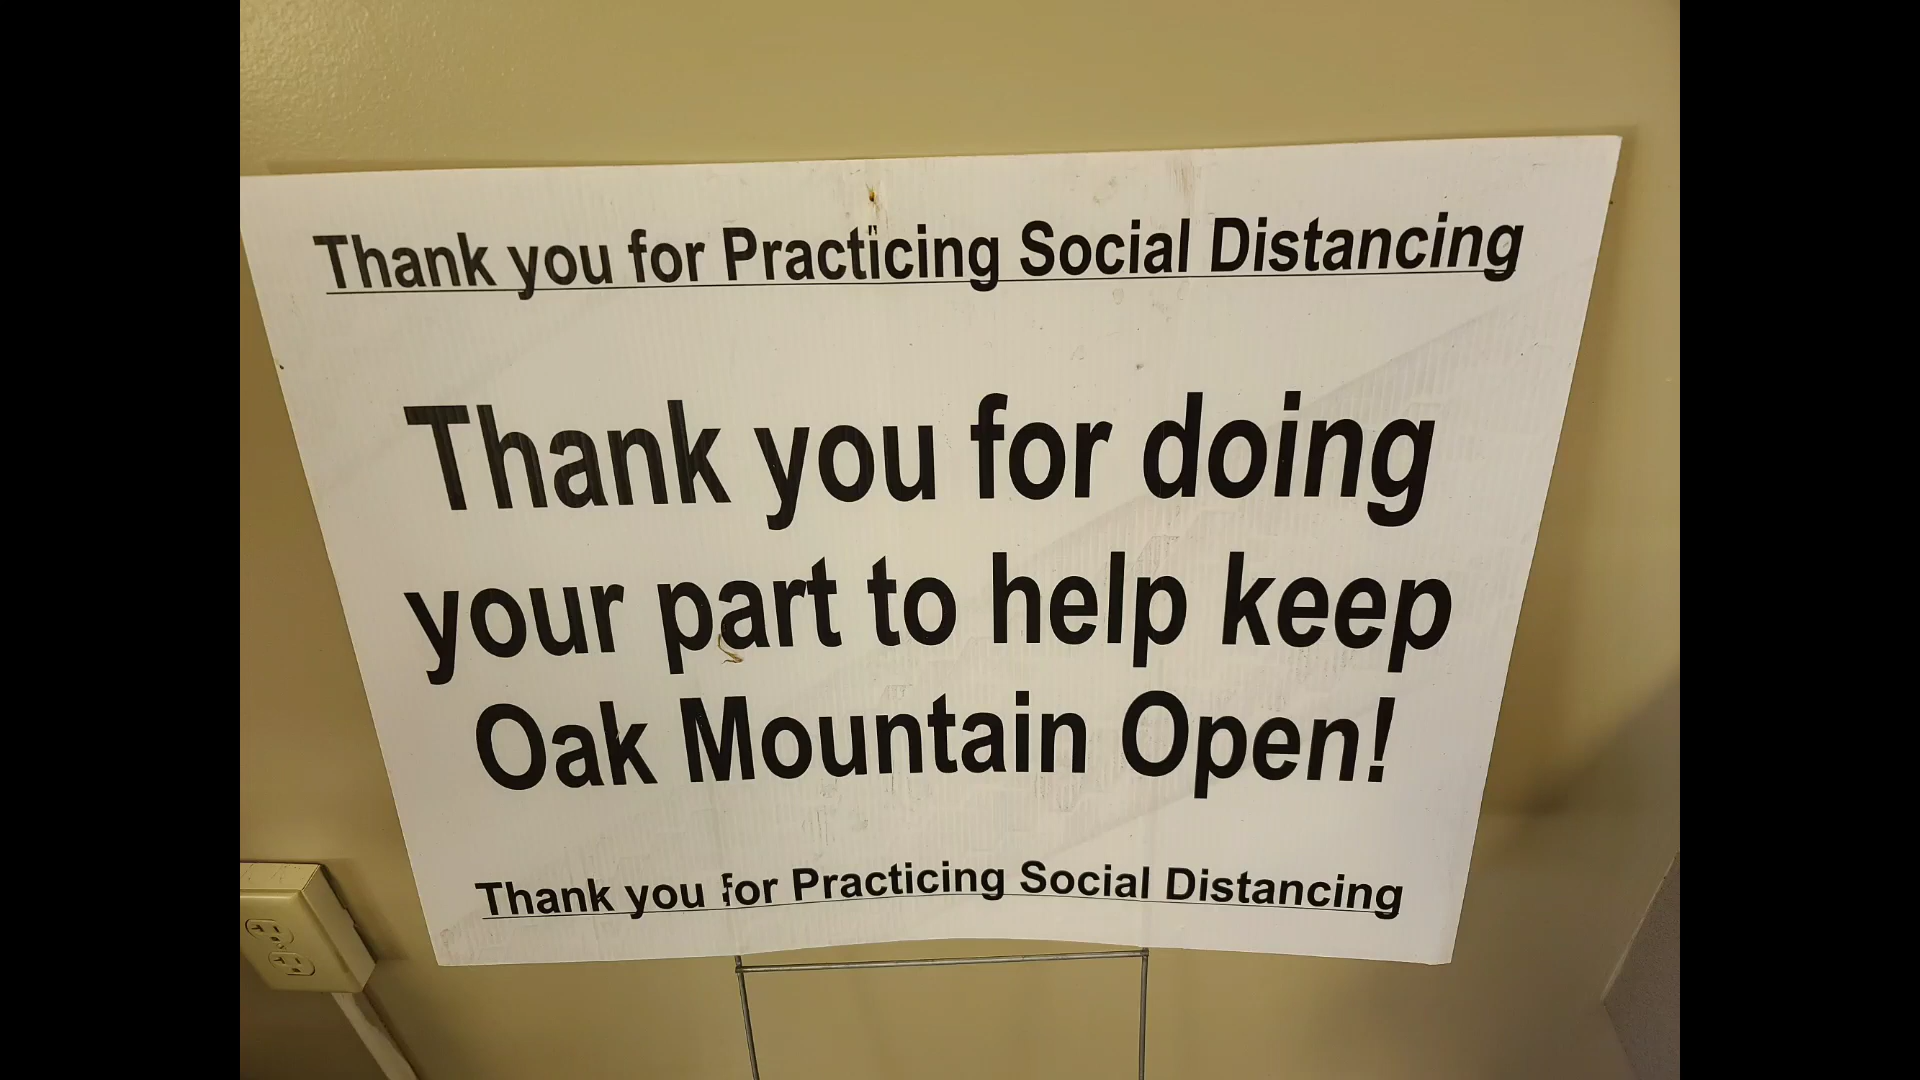 Thank you for Practicing Social Distancing
Thank you for doing
your part to help keep
Oak Mountain Open!
Thank you for Practicing Social Distancing